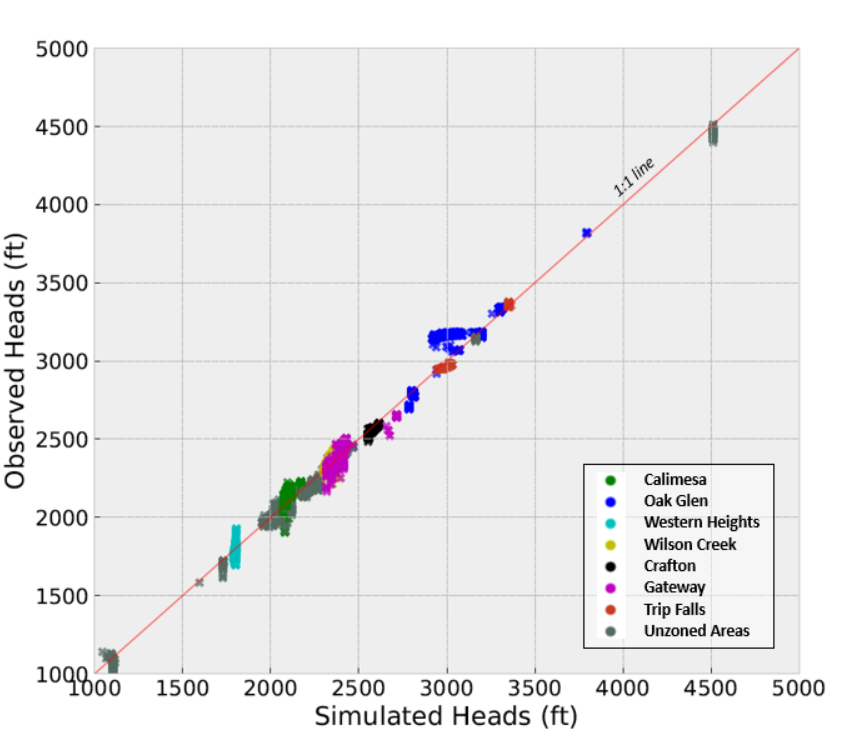 5000
4500
4000
3500
3000
2500
2000
1500
1000
Observed Heads (ft)
1:1 line
Calimesa
Oak Glen
Western Heights
Wilson Creek
Crafton
Gateway
Trip Falls
Unzoned Areas
1000 1500 2000 2500 3000 3500 4000 4500 5000
Simulated Heads (ft)